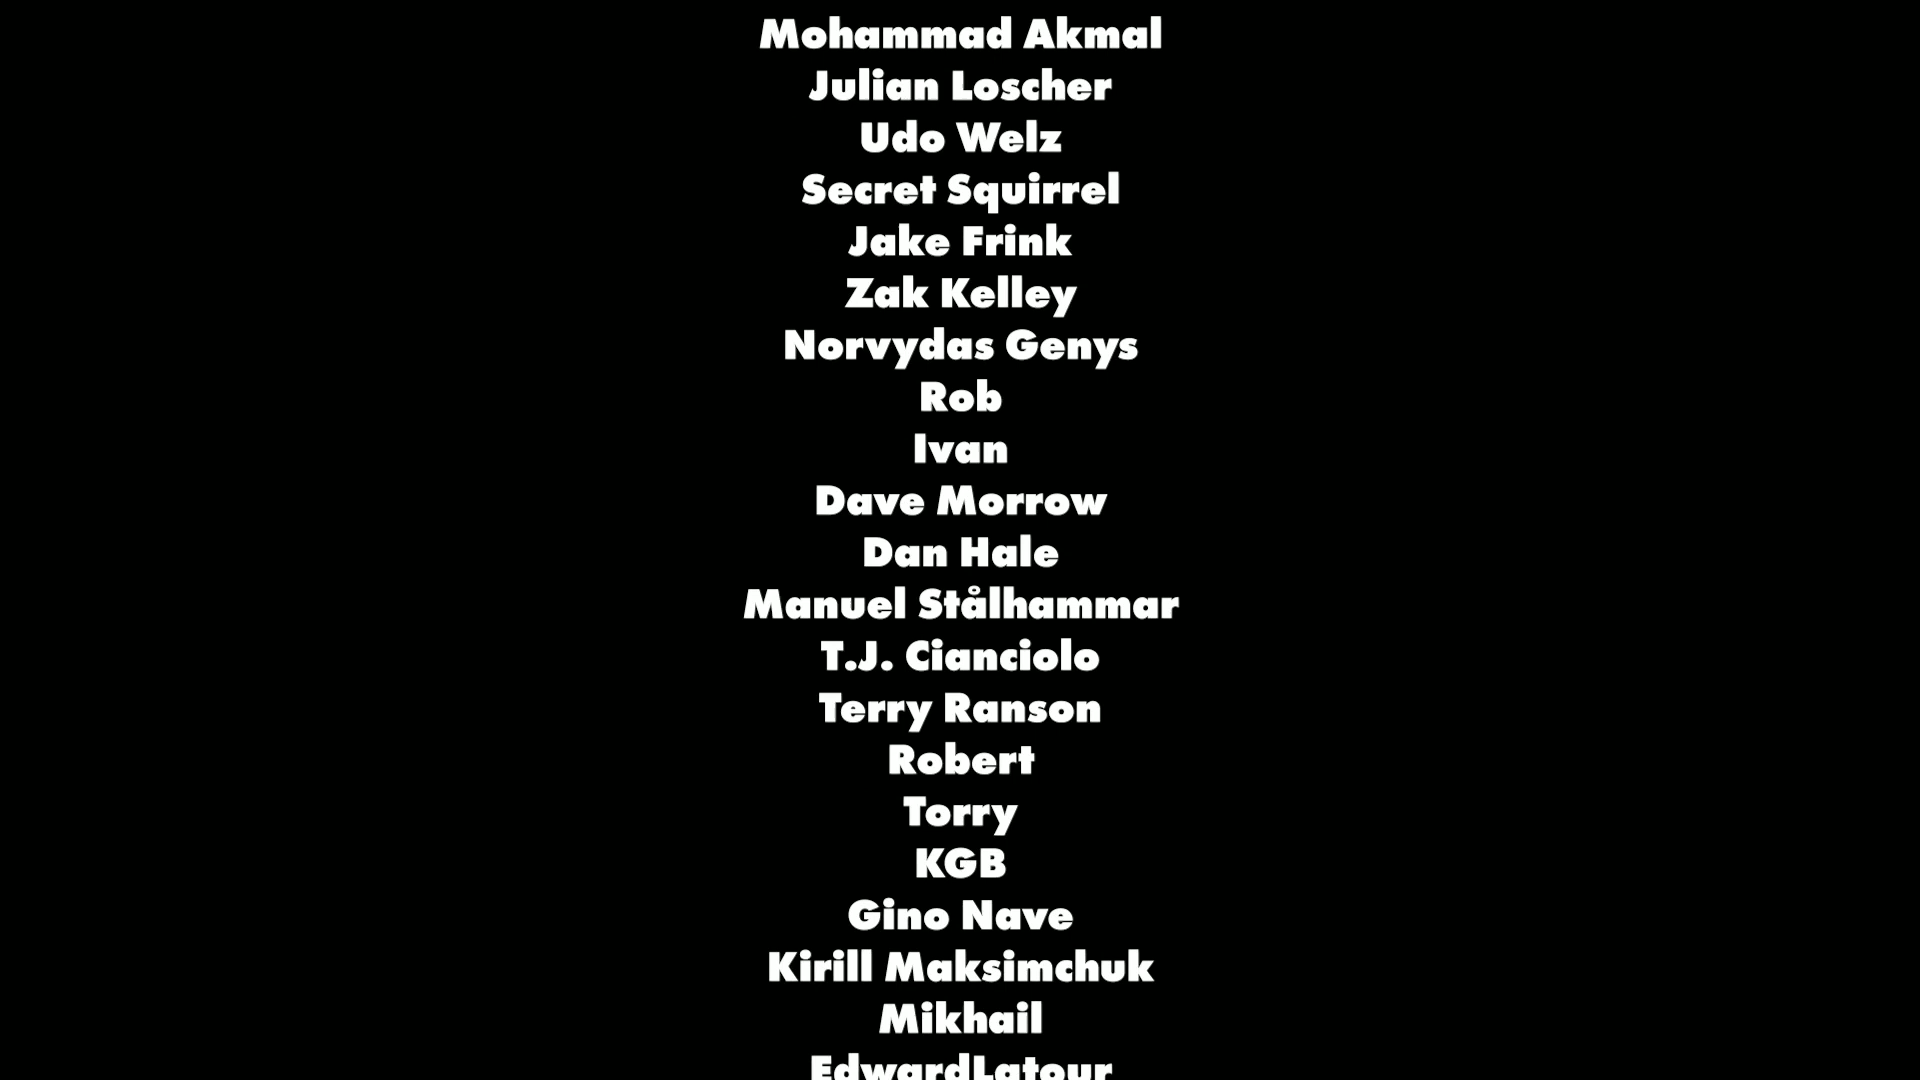 Mohammad Akmal
Julian Loscher
Udo Welz
Secret Squirrel
Jake Frink
Zak Kelley
Norvydas Genys
Rob
Ivan
Dave Morrow
Dan Hale
Manuel Stålhammar
T.J. Cianciolo
Terry Ranson
Robert
Torry
KGB
Gino Nave
Kirill Maksimchuk
Mikhail
EdwardLatour